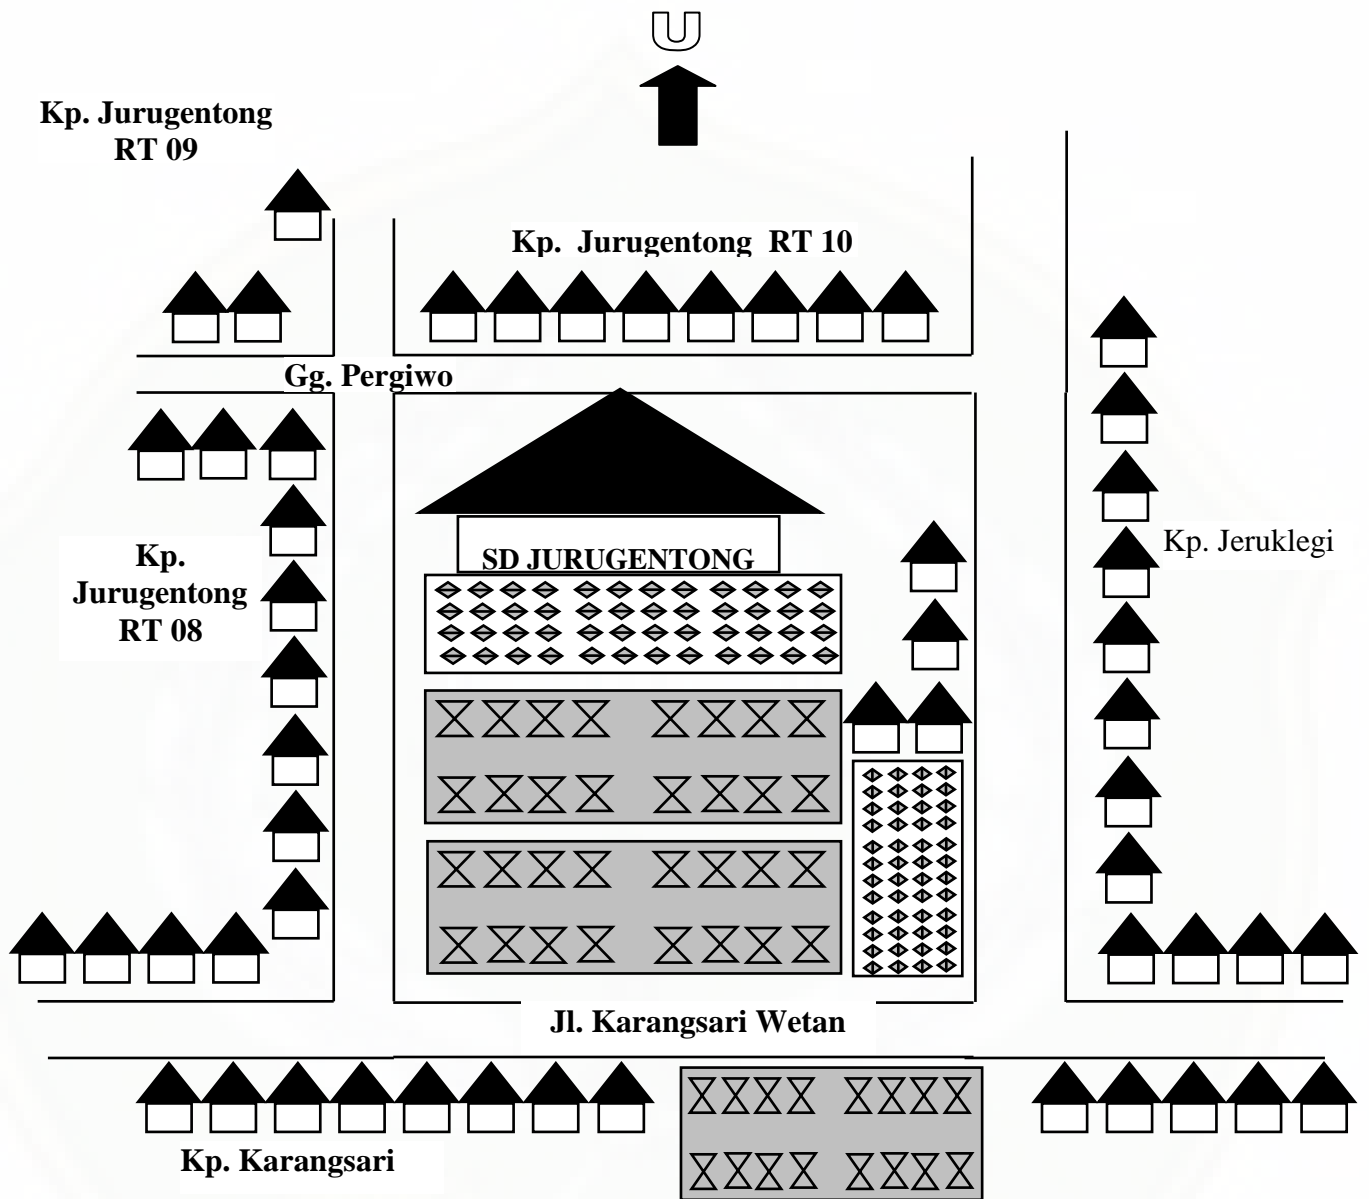 U
Kp. Jurugentong
RT 09
Kp. Jurugentong RT 10
Gg. Pergiwo
SD JURUGENTONG
Kp.
Jurugentong
RT 08
Kp. Jeruklegi
Jl. Karangsari Wetan
Kp. Karangsari